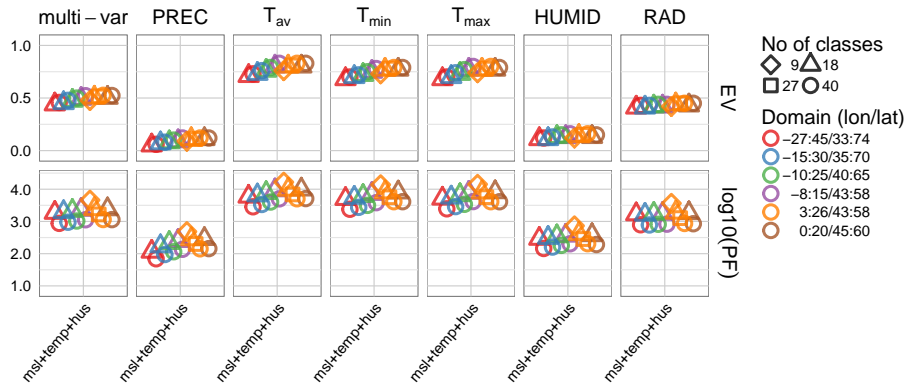 multi − var PREC Tav Tmin Tmax HUMID RAD
1.0
0.5
0.0
EV
4.0
3.0
2.0
1.0
log10(PF)
msl+temp+hus msl+temp+hus msl+temp+hus msl+temp+hus msl+temp+hus msl+temp+hus msl+temp+hus
No of classes
9 18
27 40
Domain (lon/lat)
−27:45/33:74
−15:30/35:70
−10:25/40:65
−8:15/43:58
3:26/43:58
0:20/45:60